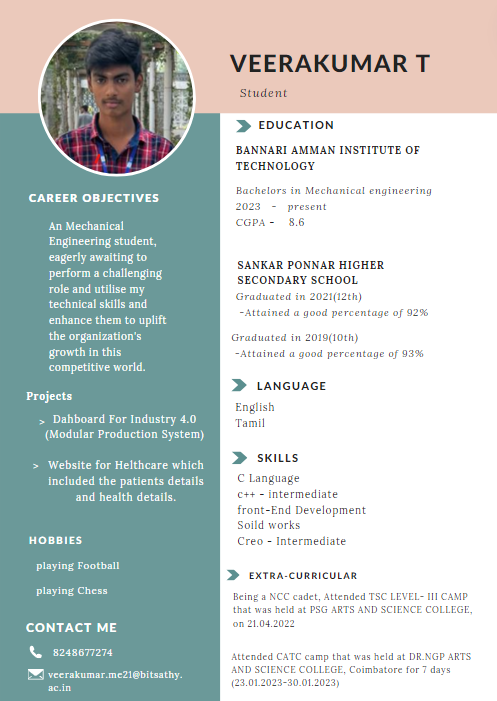 VEERAKUMAR T
Student
CAREER OBJECTIVES
An Mechanical
Engineering student,
eagerly awaiting to
perform a challenging
role and utilise my
technical skills and
enhance them to uplift
the organization's
growth in this
competitive world.
Projects
> Dahboard For Industry 4.0
(Modular Production System)
> Website for Helthcare which
included the patients details
and health details.
HOBBIES
playing Football
playing Chess
CONTACT ME
8248677274
veerakumar.me21@bitsathy.
ac.in
EDUCATION
BANNARI AMMAN INSTITUTE OF
TECHNOLOGY
Bachelors in Mechanical engineering
2023 - present
CGPA - 8.6
SANKAR PONNAR HIGHER
SECONDARY SCHOOL
Graduated in 2021(12th)
-Attained a good percentage of 92%
Graduated in 2019(10th)
-Attained a good percentage of 93%
LANGUAGE
English
Tamil
SKILLS
C Language
c++ - intermediate
front-End Development
Soild works
Creo - Intermediate
EXTRA-CURRICULAR
Being a NCC cadet, Attended TSC LEVEL- III CAMP
that was held at PSG ARTS AND SCIENCE COLLEGE,
on 21.04.2022
Attended CATC camp that was held at DR.NGP ARTS
AND SCIENCE COLLEGE, Coimbatore for 7 days
(23.01.2023-30.01.2023)